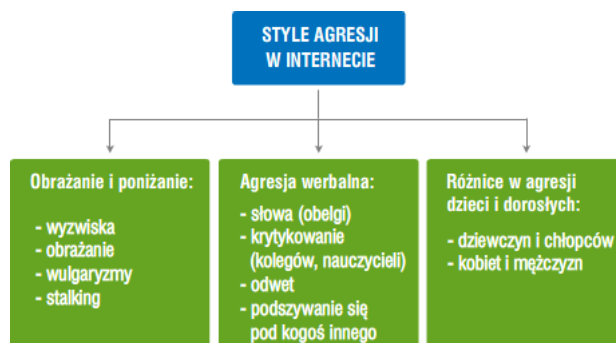 STYLE AGRESJI
W INTERNECIE
Obrażanie i poniżanie:
- wyzwiska
- obrażanie
- wulgaryzmy
- stalking
Agresja werbalna:
- słowa (obelgi)
- krytykowanie
(kolegów, nauczycieli)
- odwet
- podszywanie się
pod kogoś innego
Różnice w agresji
dzieci i dorosłych:
- dziewczyn i chłopców
- kobiet i mężczyzn